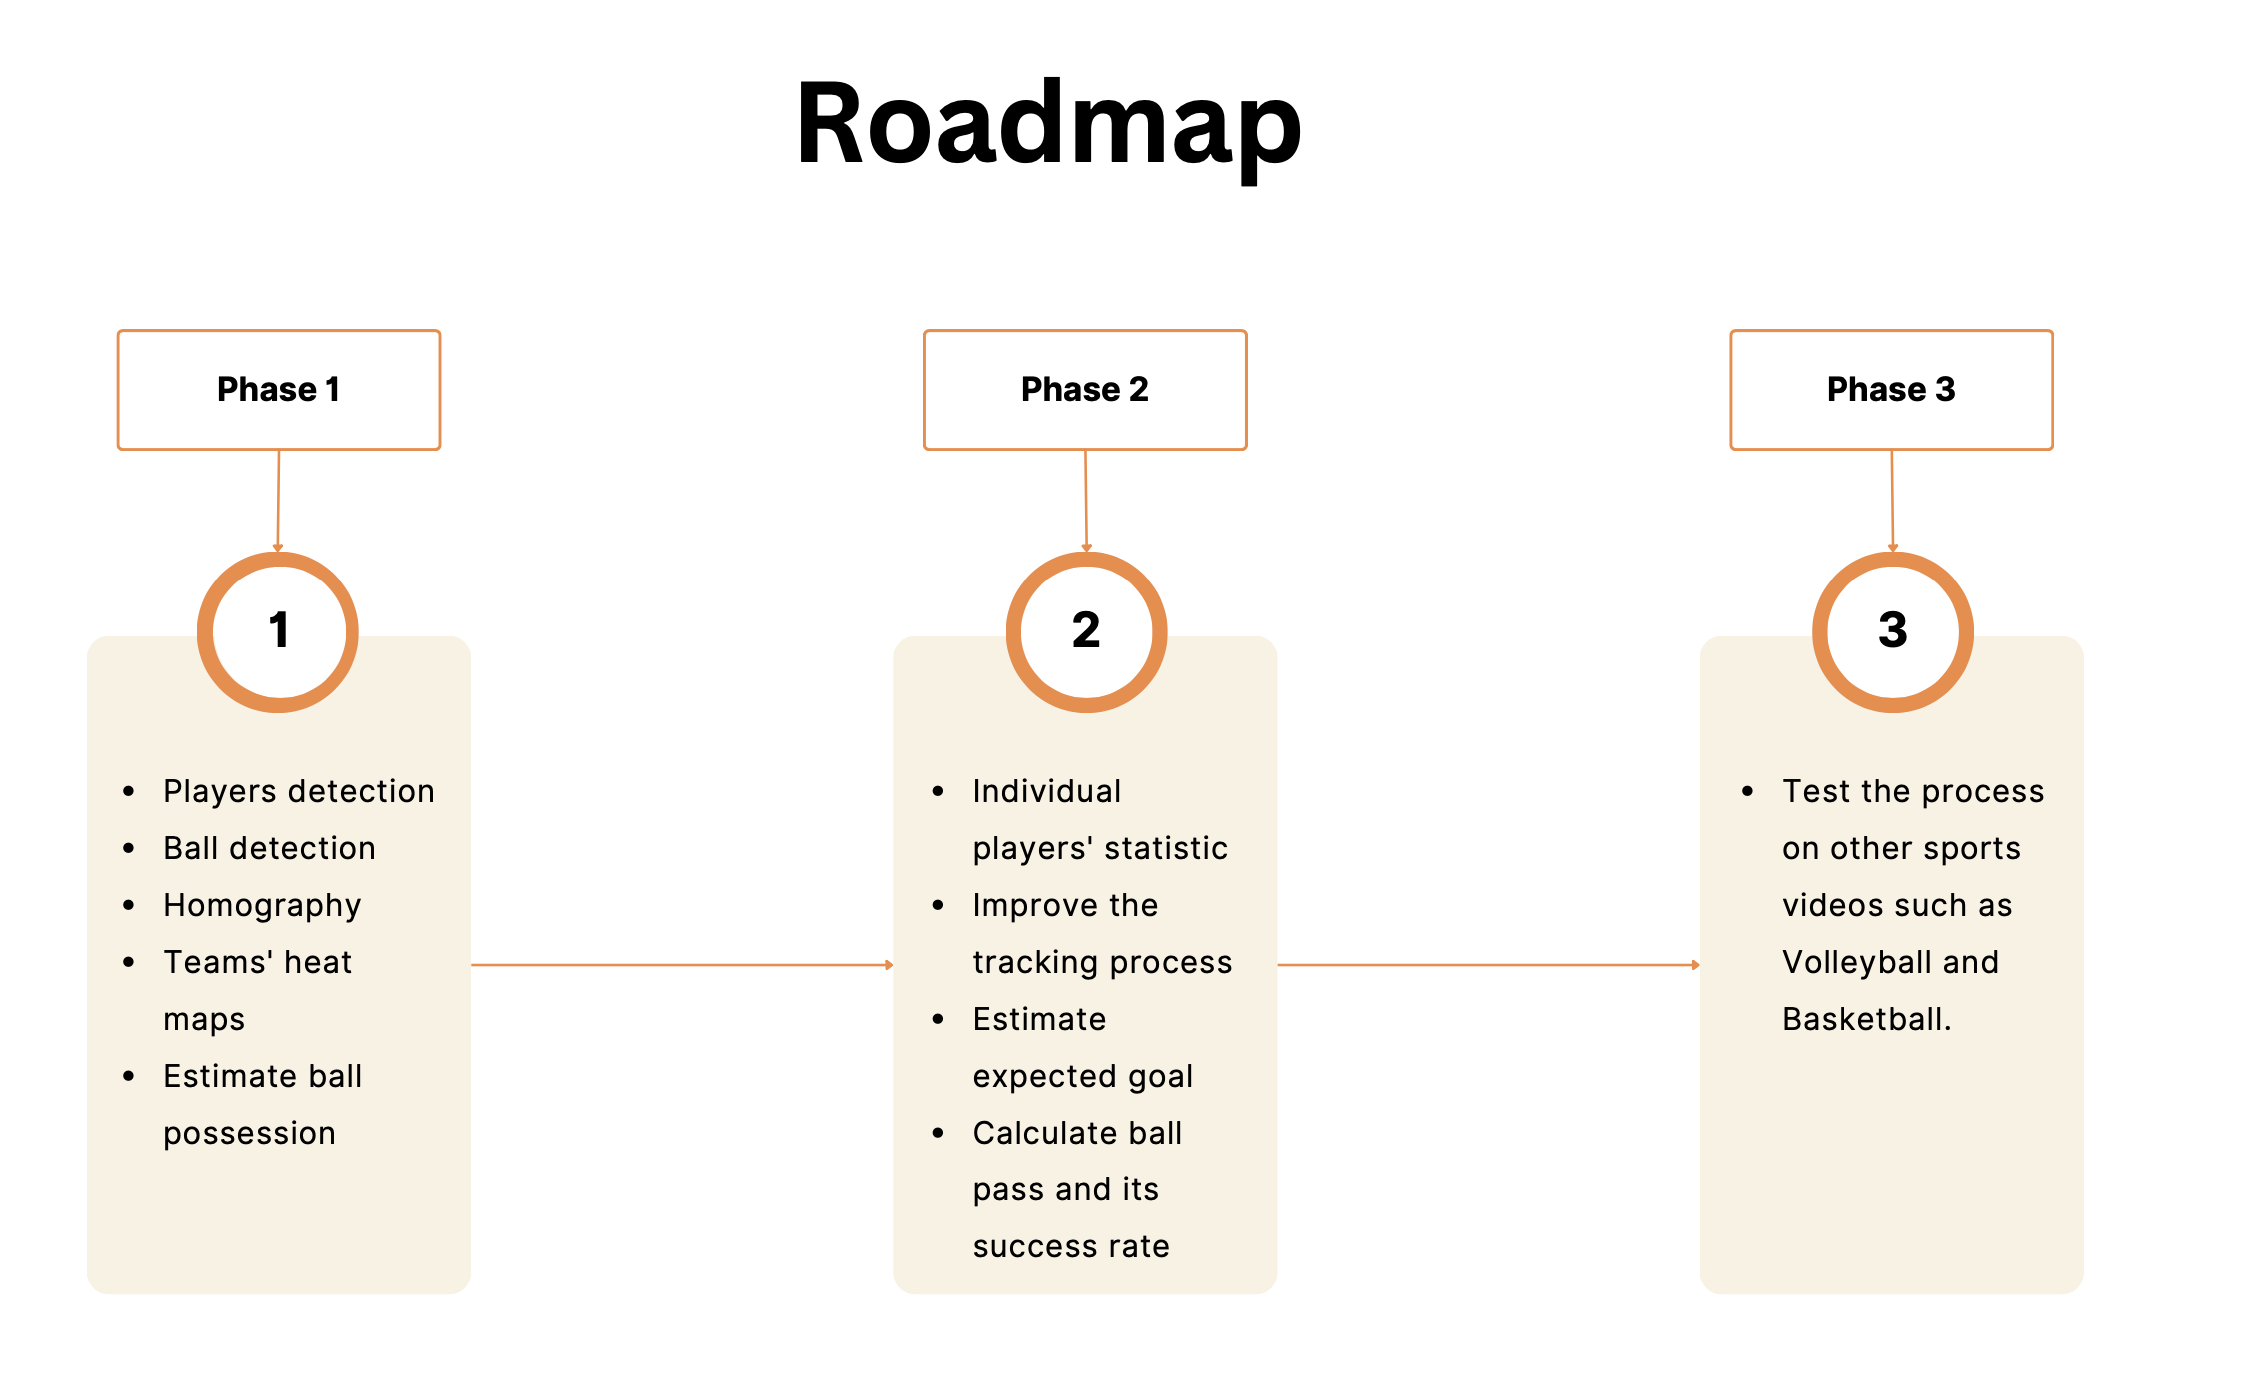 Roadmap
Phase 1
Phase 2
Phase 3
1
2
3
• Players detection
• Ball detection
• Homography
• Teams' heat
maps
• Estimate ball
possession
• Individual
players' statistic
• Improve the
tracking process
• Estimate
expected goal
• Calculate ball
pass and its
success rate
• Test the process
on other sports
videos such as
Volleyball and
Basketball.